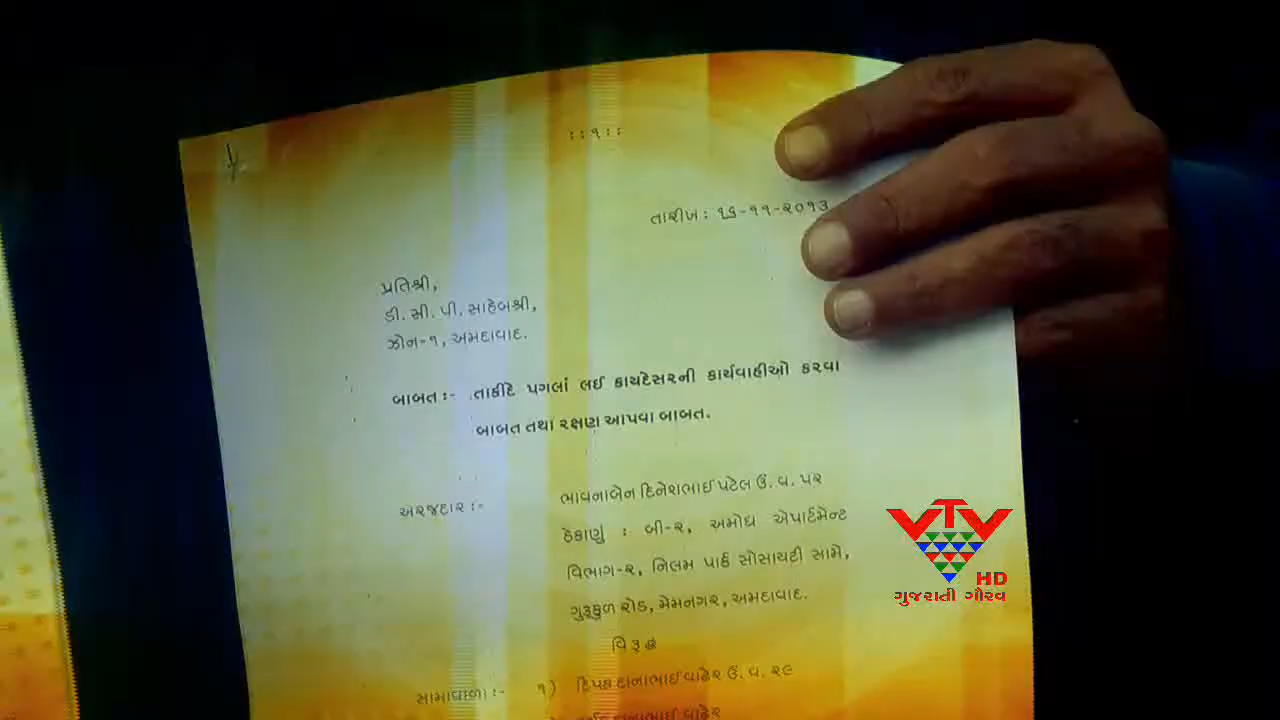 ::૧::
તારીખ : ૧૬-૧૧-૨૦૧૩
પ્રતિશ્રી,
ડી. સી. પી. સાહેબશ્રી,
ઝોન-૧, અમદાવાદ.
બાબત :- તાકીદે પગલાં લઈ કાયદેસરની કાર્યવાહીઓ કરવા
બાબત તથા રક્ષણ આપવા બાબત.
અરજદાર :- ભાવનાબેન દિનેશભાઈ પટેલ ઉં. વ. ૫૨
ઠેકાણું : બી-૨, અમોઘ એપાર્ટમેન્ટ
વિભાગ-૨, નિલમ પાર્ક સોસાયટી સામે,
ગુરૂકુળ રોડ, મેમનગર, અમદાવાદ.
વિરૂધ્ધ
સામાવાળા :- ૧) દિપક દાનાભાઈ વાઢેર ઉં. વ. ૨૯
દાનાભાઈ વાઢેર
VTV
HD
ગુજરાતી ગૌરવ